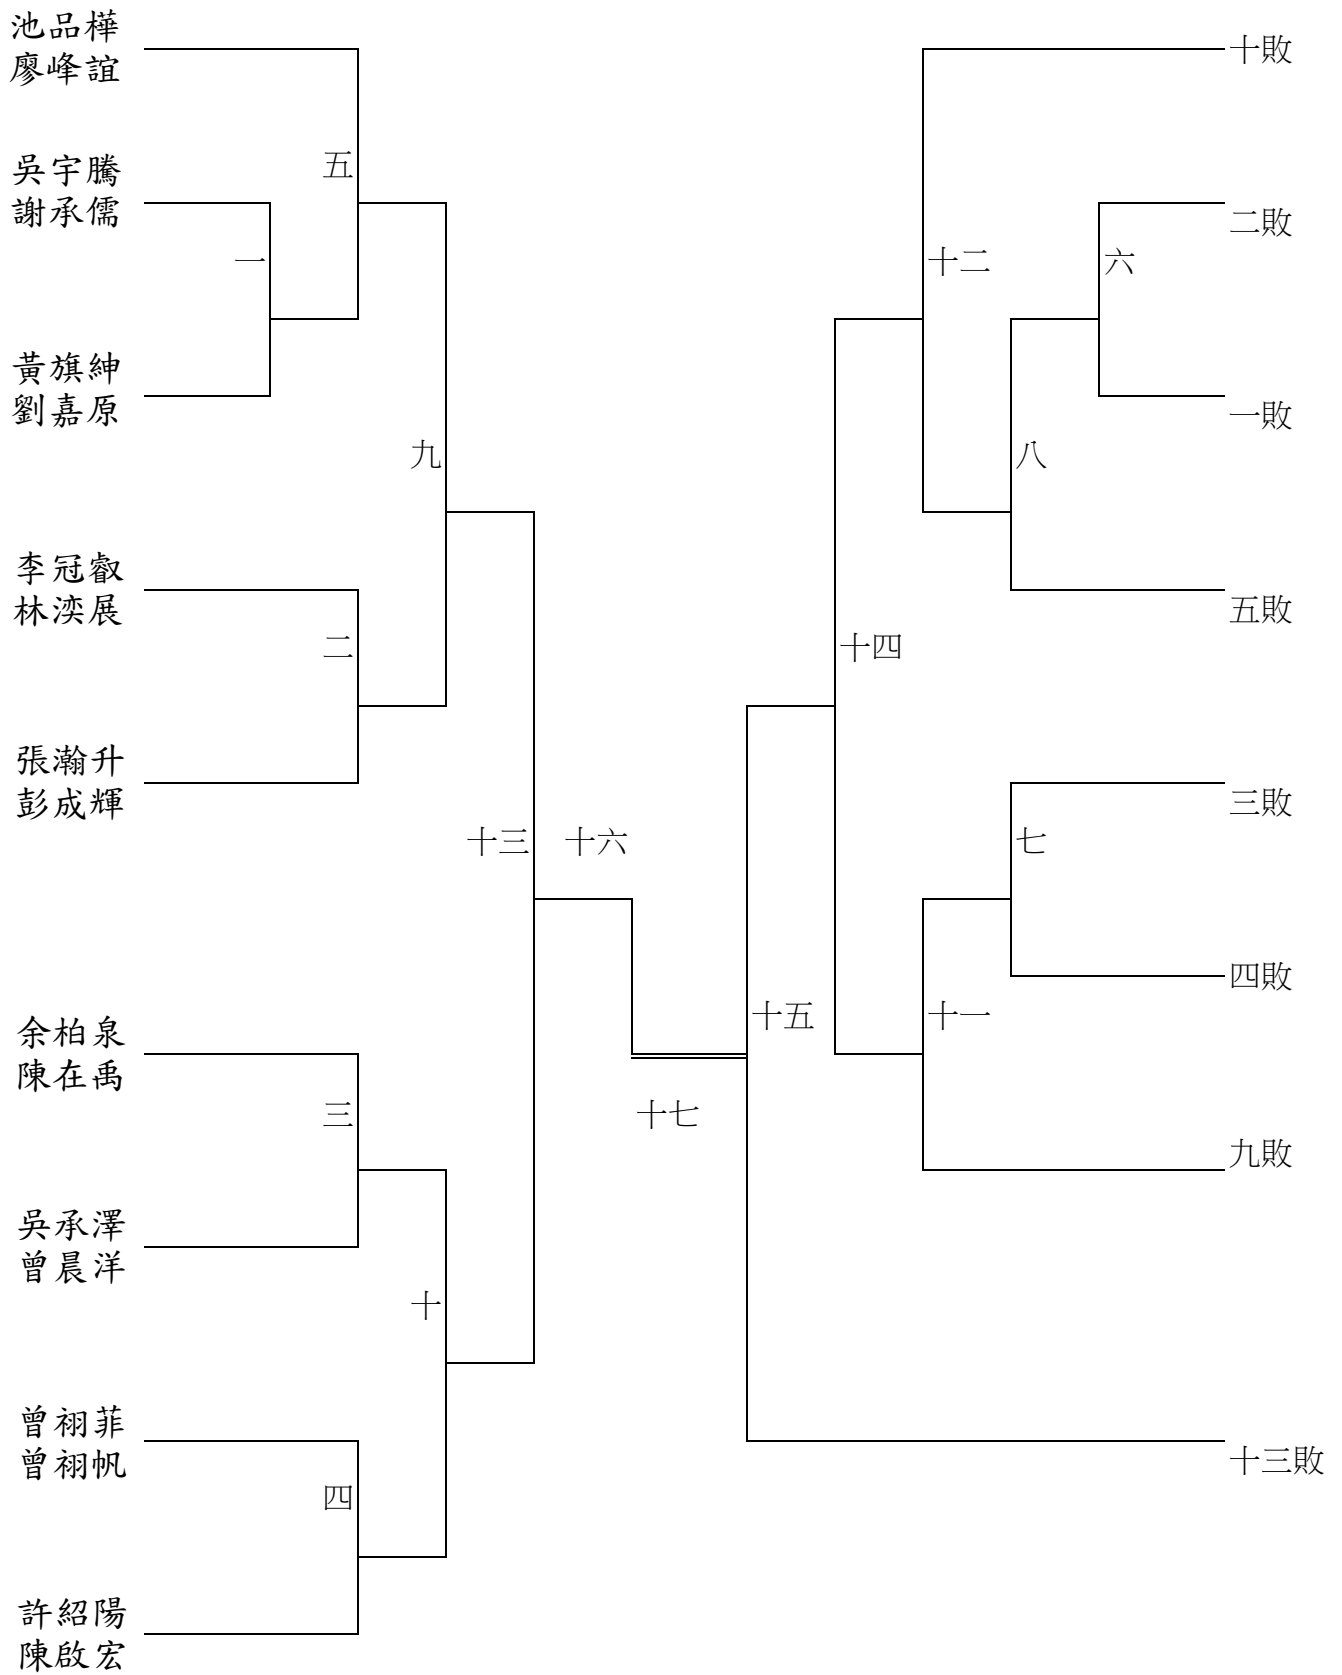 池品樺
廖峰誼
吳宇騰
謝承儒
黃旗紳
劉嘉原
李冠叡
林湙展
張瀚升
彭成輝
余柏泉
陳在禹
吳承澤
曾晨洋
曾祤菲
曾祤帆
許紹陽
陳啟宏
一
五
二
九
三
四
十
十三
十六
十七
十五
十四
十二
十一
八
七
六
十敗
二敗
一敗
五敗
三敗
四敗
九敗
十三敗